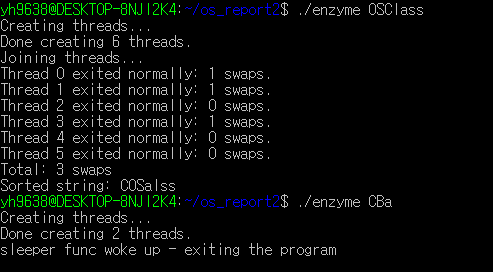 yh9638@DESKTOP-8NJI2K4:~/os_report2$ ./enzyme OSClass
Creating threads...
Done creating 6 threads.
Joining threads...
Thread 0 exited normally: 1 swaps.
Thread 1 exited normally: 1 swaps.
Thread 2 exited normally: 0 swaps.
Thread 3 exited normally: 1 swaps.
Thread 4 exited normally: 0 swaps.
Thread 5 exited normally: 0 swaps.
Total: 3 swaps
Sorted string: COSalss
yh9638@DESKTOP-8NJI2K4:~/os_report2$ ./enzyme CBa
Creating threads...
Done creating 2 threads.
sleeper func woke up - exiting the program